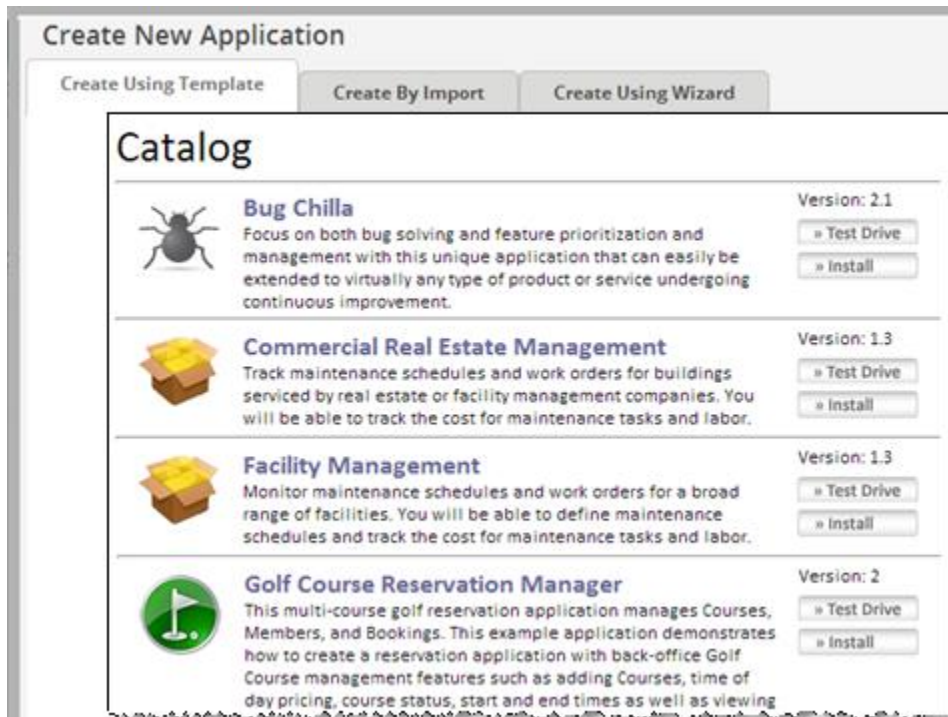 Create New Application
Create Using Template
Create By Import
Create Using Wizard
Catalog
Bug Chilla
Focus on both bug solving and feature prioritization and
management with this unique application that can easily be
extended to virtually any type of product or service undergoing
continuous improvement.
Version: 2.1
» Test Drive
» Install
Commercial Real Estate Management
Track maintenance schedules and work orders for buildings
serviced by real estate or facility management companies. You
will be able to track the cost for maintenance tasks and labor.
Version: 1.3
» Test Drive
» Install
Facility Management
Monitor maintenance schedules and work orders for a broad
range of facilities. You will be able to define maintenance
schedules and track the cost for maintenance tasks and labor.
Version: 1.3
» Test Drive
» Install
Golf Course Reservation Manager
This multi-course golf reservation application manages Courses,
Members, and Bookings. This example application demonstrates
how to create a reservation application with back-office Golf
Course management features such as adding Courses, time of
day pricing, course status, start and end times as well as viewing
Version: 2
» Test Drive
» Install